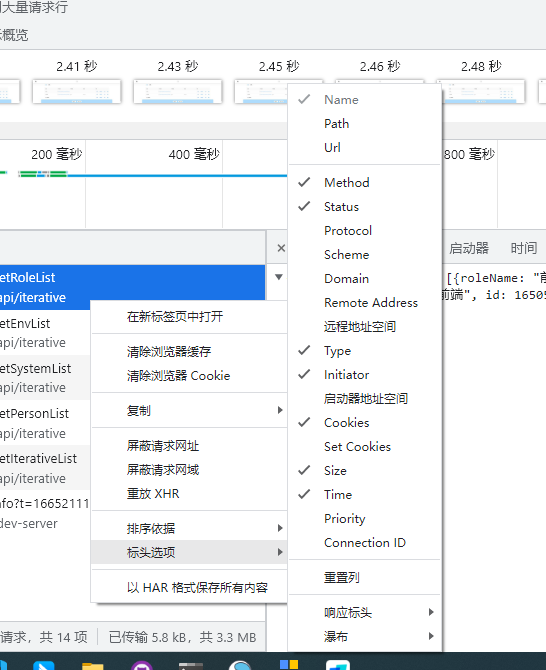 大量请求行
概览
2.41 秒
2.43 秒
2.45 秒
2.46 秒
2.48 秒
200 毫秒
400 毫秒
800 毫秒
启动器
时间
etRoleList
api/iterative
etEnvList
api/iterative
etSystemList
api/iterative
etPersonList
api/iterative
etIterativeList
api/iterative
nfo?t=16652111
dev-server
请求，共 14 项
已传输 5.8 kB，共 3.3 MB
在新标签页中打开
清除浏览器缓存
清除浏览器 Cookie
复制
屏蔽请求网址
屏蔽请求网域
重放 XHR
排序依据
标头选项
以 HAR 格式保存所有内容
Name
Path
Url
Method
Status
Protocol
Scheme
Domain
Remote Address
远程地址空间
Type
Initiator
启动器地址空间
Cookies
Set Cookies
Size
Time
Priority
Connection ID
重置列
响应标头
瀑布
[{roleName: "前
前端", id: 1650